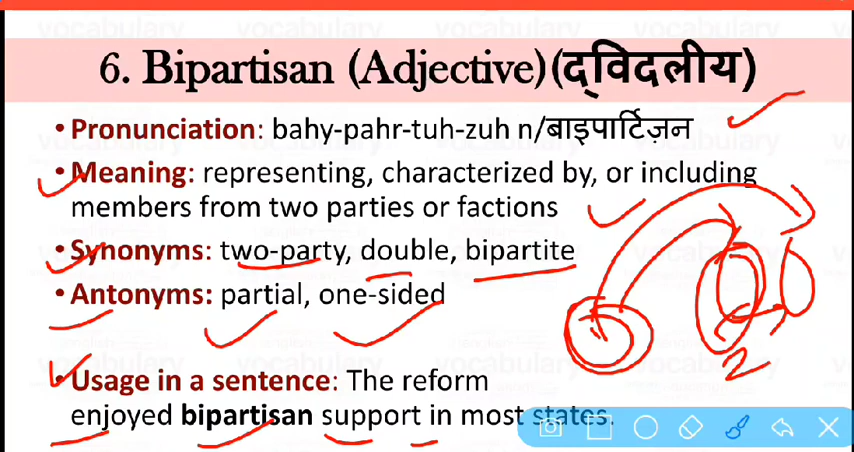 6. Bipartisan (Adjective)(द्विदलीय)
• Pronunciation: bahy-pahr-tuh-zuh n/बाइपार्टिज़न
• Meaning: representing, characterized by, or including
members from two parties or factions
• Synonyms: two-party, double, bipartite
• Antonyms: partial, one-sided
• Usage in a sentence: The reform
enjoyed bipartisan support in most states.
2